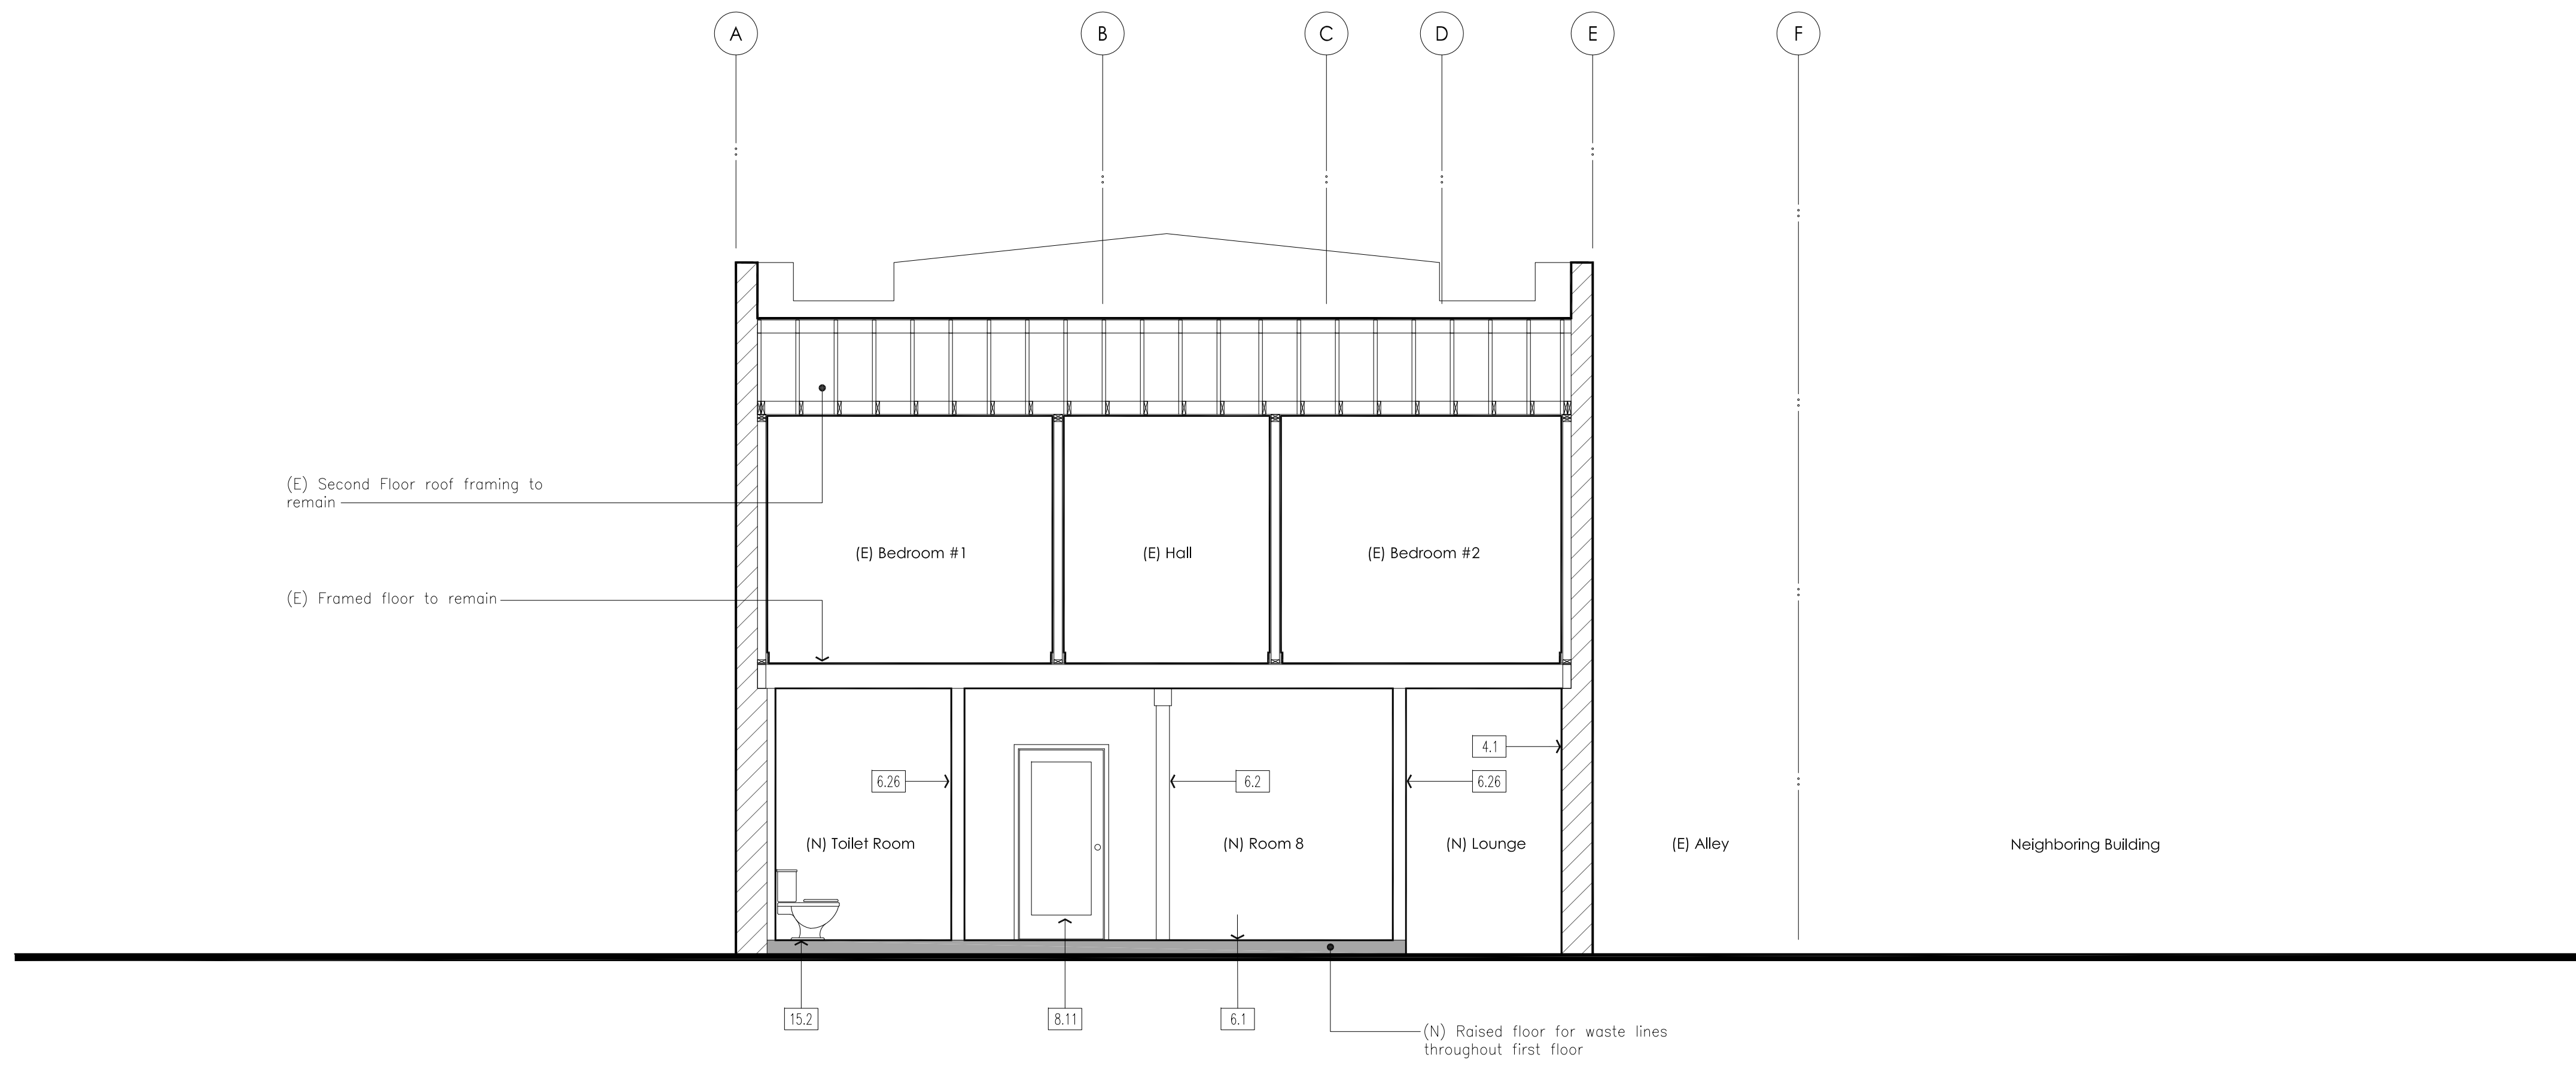 A
B
C
D
E
F
(E) Second Floor roof framing to
remain
(E) Bedroom #1
(E) Hall
(E) Bedroom #2
(E) Framed floor to remain
4.1
6.26
6.2
6.26
(N) Toilet Room
(N) Room 8
(N) Lounge
(E) Alley
Neighboring Building
15.2
8.11
6.1
(N) Raised floor for waste lines
throughout first floor